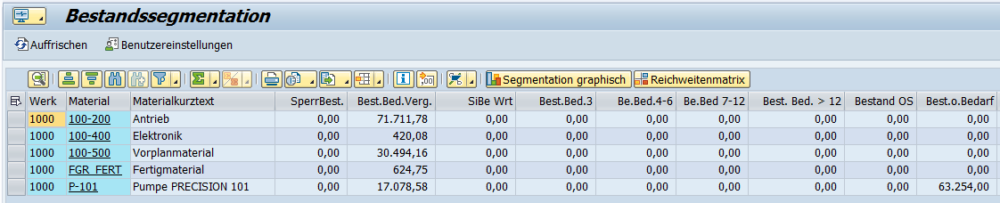 Bestandssegmentation
Auffrischen Benutzereinstellungen
Segmentation graphisch Reichweitenmatrix
Werk Material Materialkurztext SperrBest. Best.Bed.Verg. SiBe Wrt Best.Bed.3 Be.Bed.4-6 Be.Bed 7-12 Best. Bed. > 12 Bestand OS Best.o.Bedarf
1000 100-200 Antrieb 0,00 71.711,78 0,00 0,00 0,00 0,00 0,00 0,00 0,00
1000 100-400 Elektronik 0,00 420,08 0,00 0,00 0,00 0,00 0,00 0,00 0,00
1000 100-500 Vorplanmaterial 0,00 30.494,16 0,00 0,00 0,00 0,00 0,00 0,00 0,00
1000 FGR_FERT Fertigmaterial 0,00 624,75 0,00 0,00 0,00 0,00 0,00 0,00 0,00
1000 P-101 Pumpe PRECISION 101 0,00 17.078,58 0,00 0,00 0,00 0,00 0,00 0,00 63.254,00